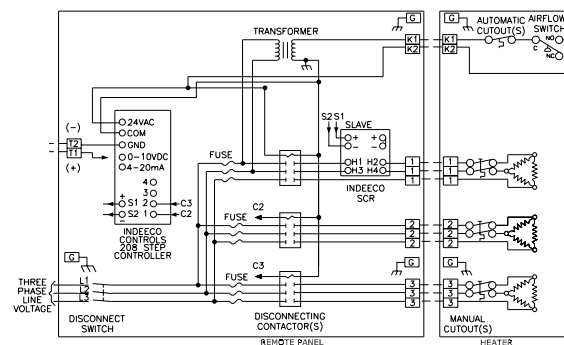 G
G
TRANSFORMER
AUTOMATIC
CUTOUT(S)
AIRFLOW
SWITCH
K1
K2
K1
K2
NO
C
NC
24VAC
COM
GND
0-10VDC
4-20mA
4
3
+
S1 2
S2 1
–
C3
C2
(-)
T2
T1
(+)
INDEECO
CONTROLS
208 STEP
CONTROLLER
S2 S1
SLAVE
+ +
– –
H1 H2
H3 H4
INDEECO
SCR
FUSE
1
1
1
1
C2
FUSE
2
2
2
2
2
2
G
G
G
C3
FUSE
3
3
3
3
3
3
THREE
PHASE
LINE
VOLTAGE
L1
L2
L3
DISCONNECT
SWITCH
DISCONNECTING
CONTACTOR(S)
MANUAL
CUTOUT(S)
REMOTE PANEL
HEATER